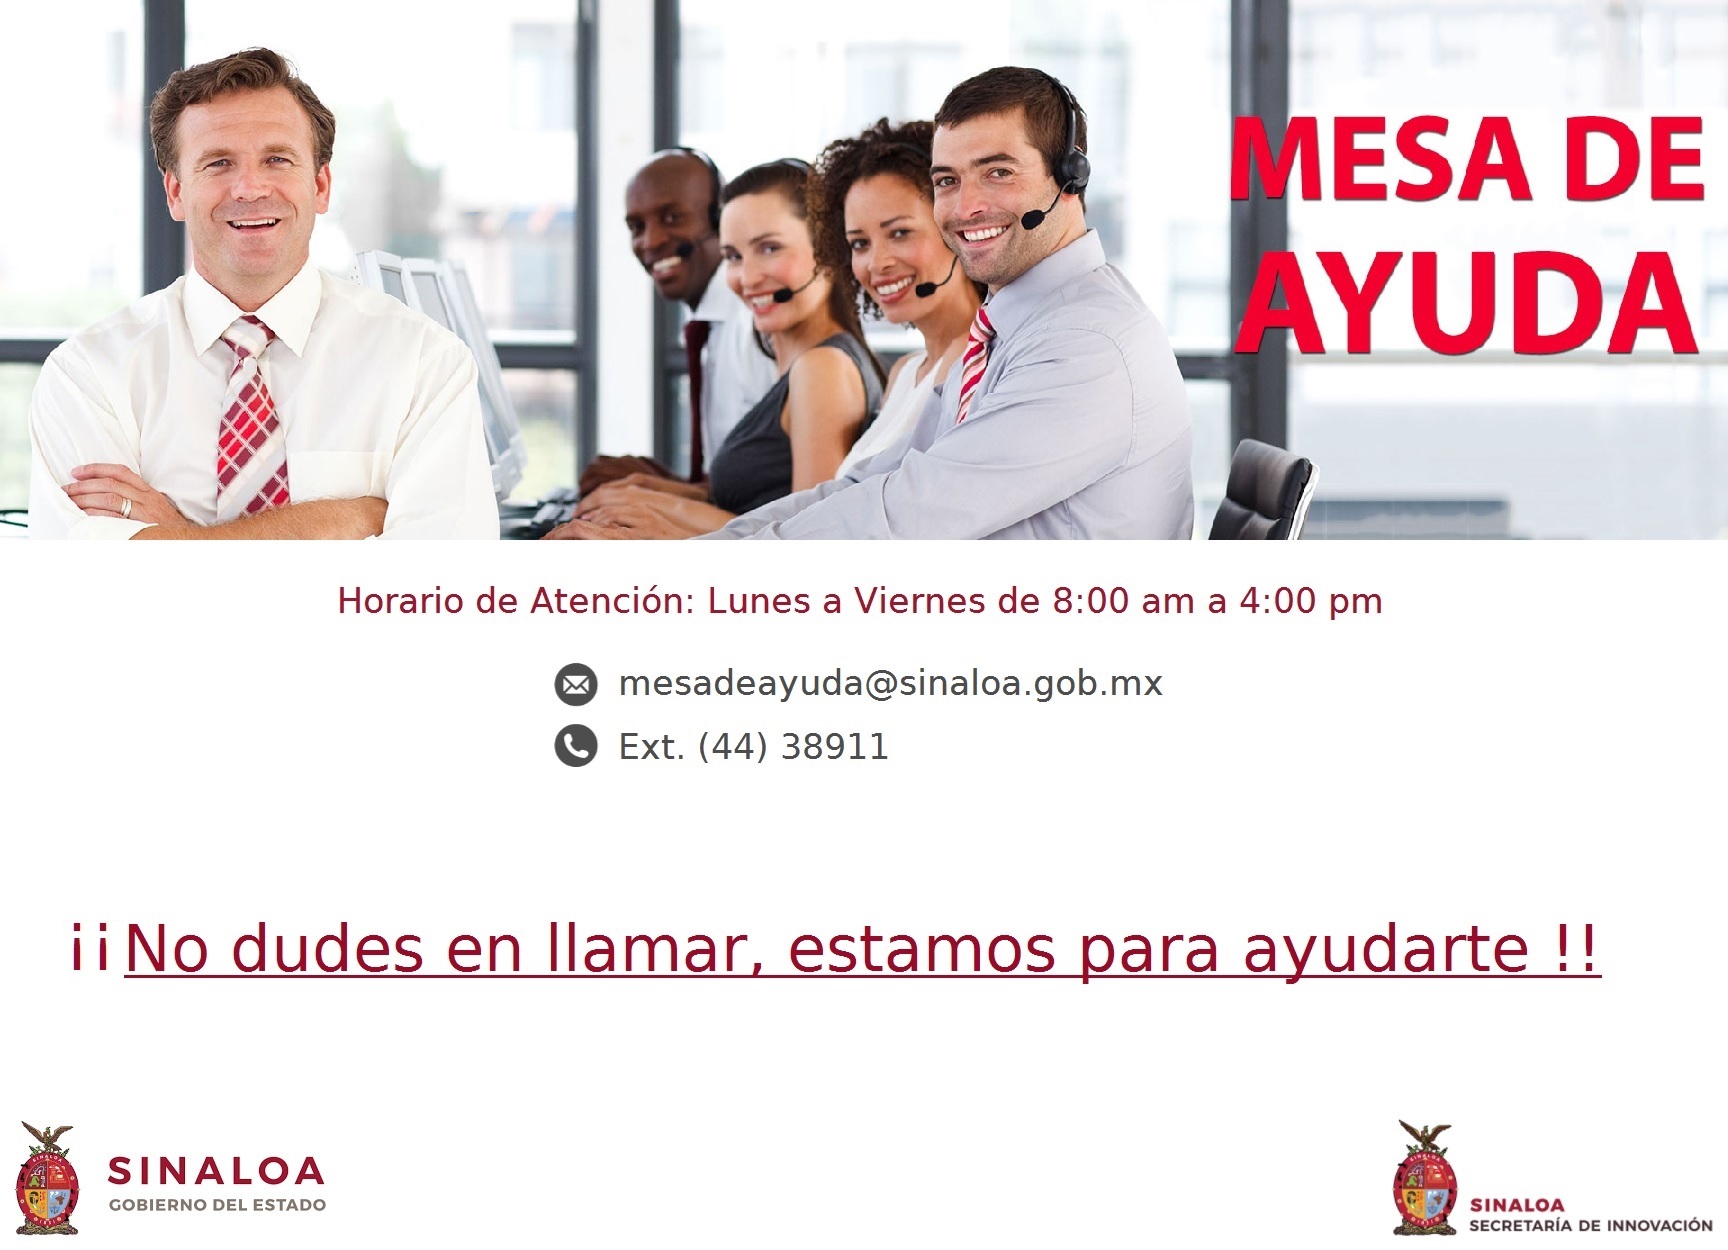 MESA DE
AYUDA
Horario de Atención: Lunes a Viernes de 8:00 am a 4:00 pm
mesadeayuda@sinaloa.gob.mx
Ext. (44) 38911
¡¡No dudes en llamar, estamos para ayudarte !!
SINALOA
GOBIERNO DEL ESTADO
SINALOA
SECRETARÍA DE INNOVACIÓN